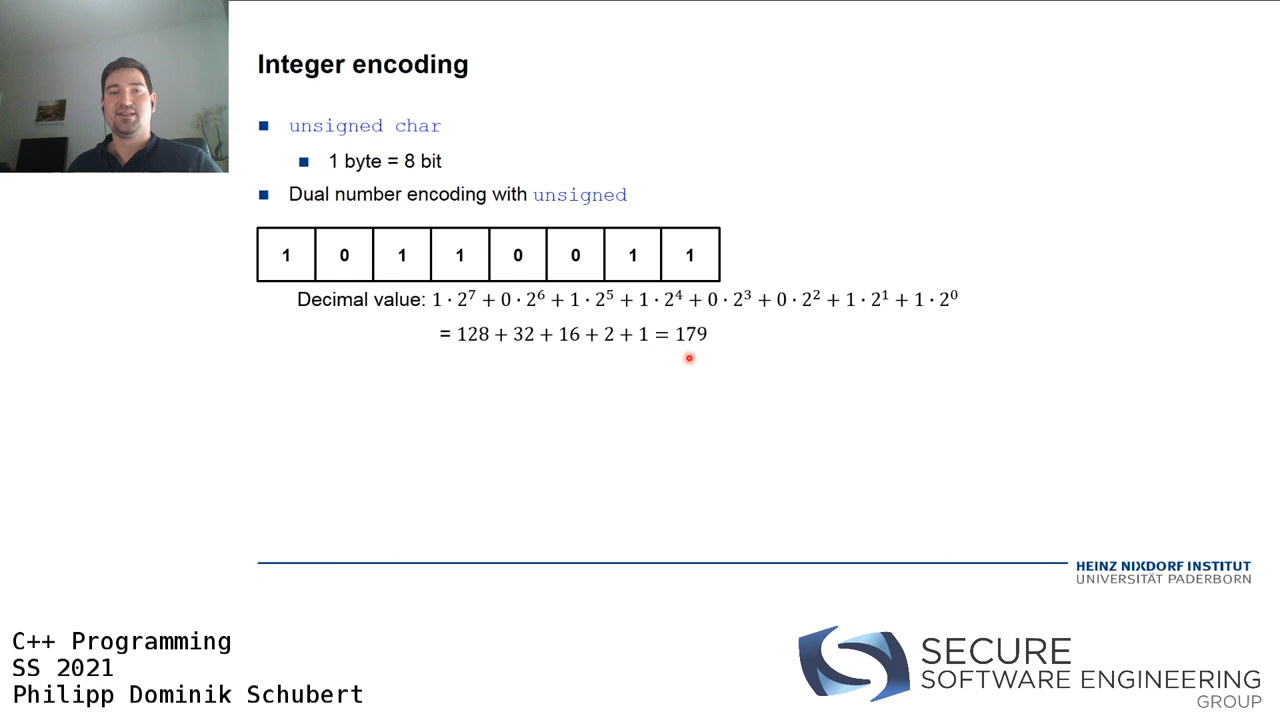 Integer encoding
unsigned char
1 byte = 8 bit
Dual number encoding with unsigned
1 0 1 1 0 0 1 1
Decimal value: 1 · 2⁷ + 0 · 2⁶ + 1 · 2⁵ + 1 · 2⁴ + 0 · 2³ + 0 · 2² + 1 · 2¹ + 1 · 2⁰
= 128 + 32 + 16 + 2 + 1 = 179
HEINZ NIXDORF INSTITUT
UNIVERSITÄT PADERBORN
C++ Programming
SS 2021
Philipp Dominik Schubert
SECURE
SOFTWARE ENGINEERING
GROUP